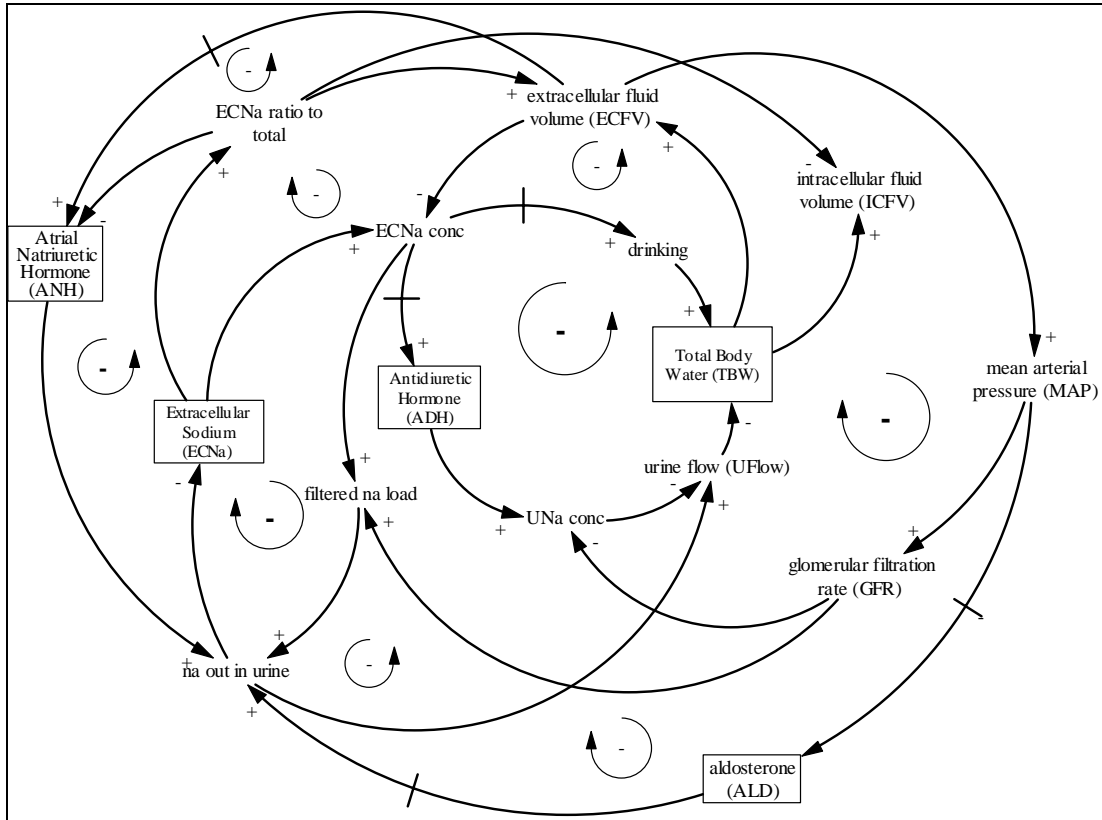 ECNa ratio to
total
extracellular fluid
volume (ECFV)
intracellular fluid
volume (ICFV)
Atrial
Natriuretic
Hormone
(ANH)
ECNa conc
drinking
Total Body
Water (TBW)
mean arterial
pressure (MAP)
Antidiuretic
Hormone
(ADH)
Extracellular
Sodium
(ECNa)
urine flow (UFlow)
filtered na load
UNa conc
glomerular filtration
rate (GFR)
na out in urine
aldosterone
(ALD)